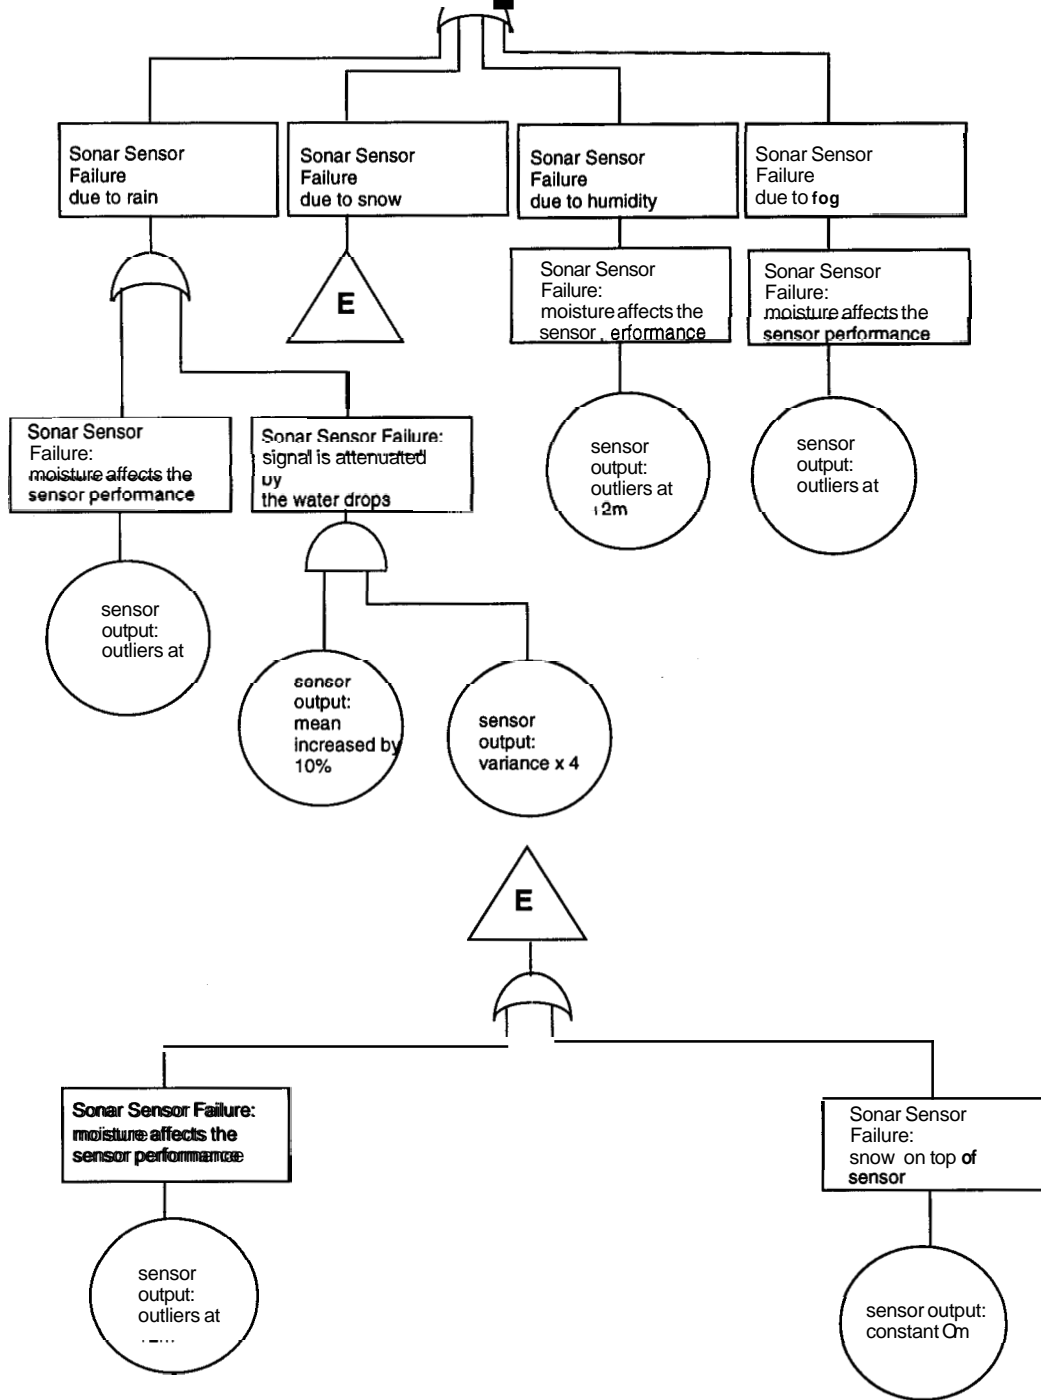 Sonar Sensor
Failure
due to rain
Sonar Sensor
Failure
due to snow
Sonar Sensor
Failure
due to humidity
Sonar Sensor
Failure
due to fog
E
Sonar Sensor
Failure:
moisture affects the
sensor erformance
Sonar Sensor
Failure:
moisture affects the
sensor performance
Sonar Sensor
Failure:
moisture affects the
sensor performance
Sonar Sensor Failure:
signal is attenuated
by
the water drops
sensor
output:
outliers at
2m
sensor
output:
outliers at
sensor
output:
outliers at
sensor
output:
mean
increased by
10%
sensor
output:
variance x 4
E
Sonar Sensor Failure:
moisture affects the
sensor performance
Sonar Sensor
Failure:
snow on top of
sensor
sensor
output:
outliers at
sensor output:
constant 0m